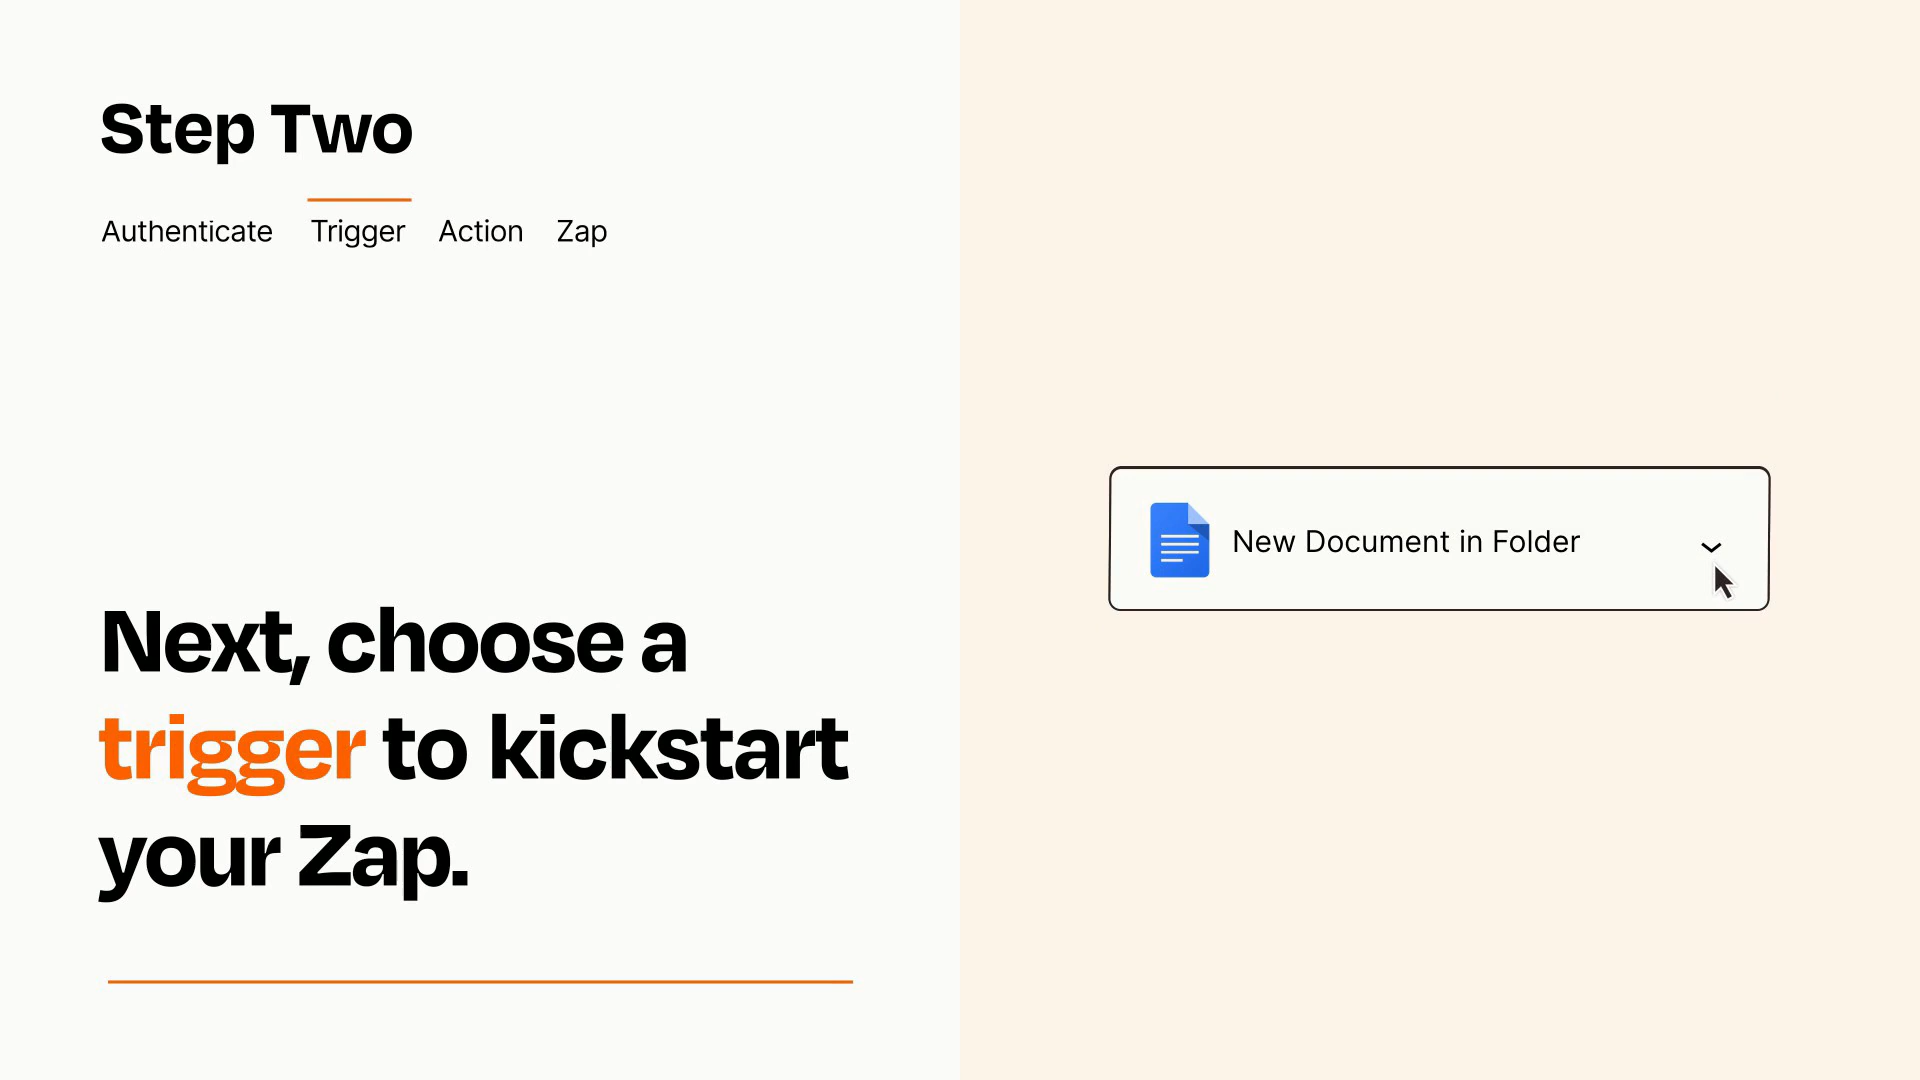 Step Two
Authenticate Trigger Action Zap
Next, choose a
trigger to kickstart
your Zap.
New Document in Folder